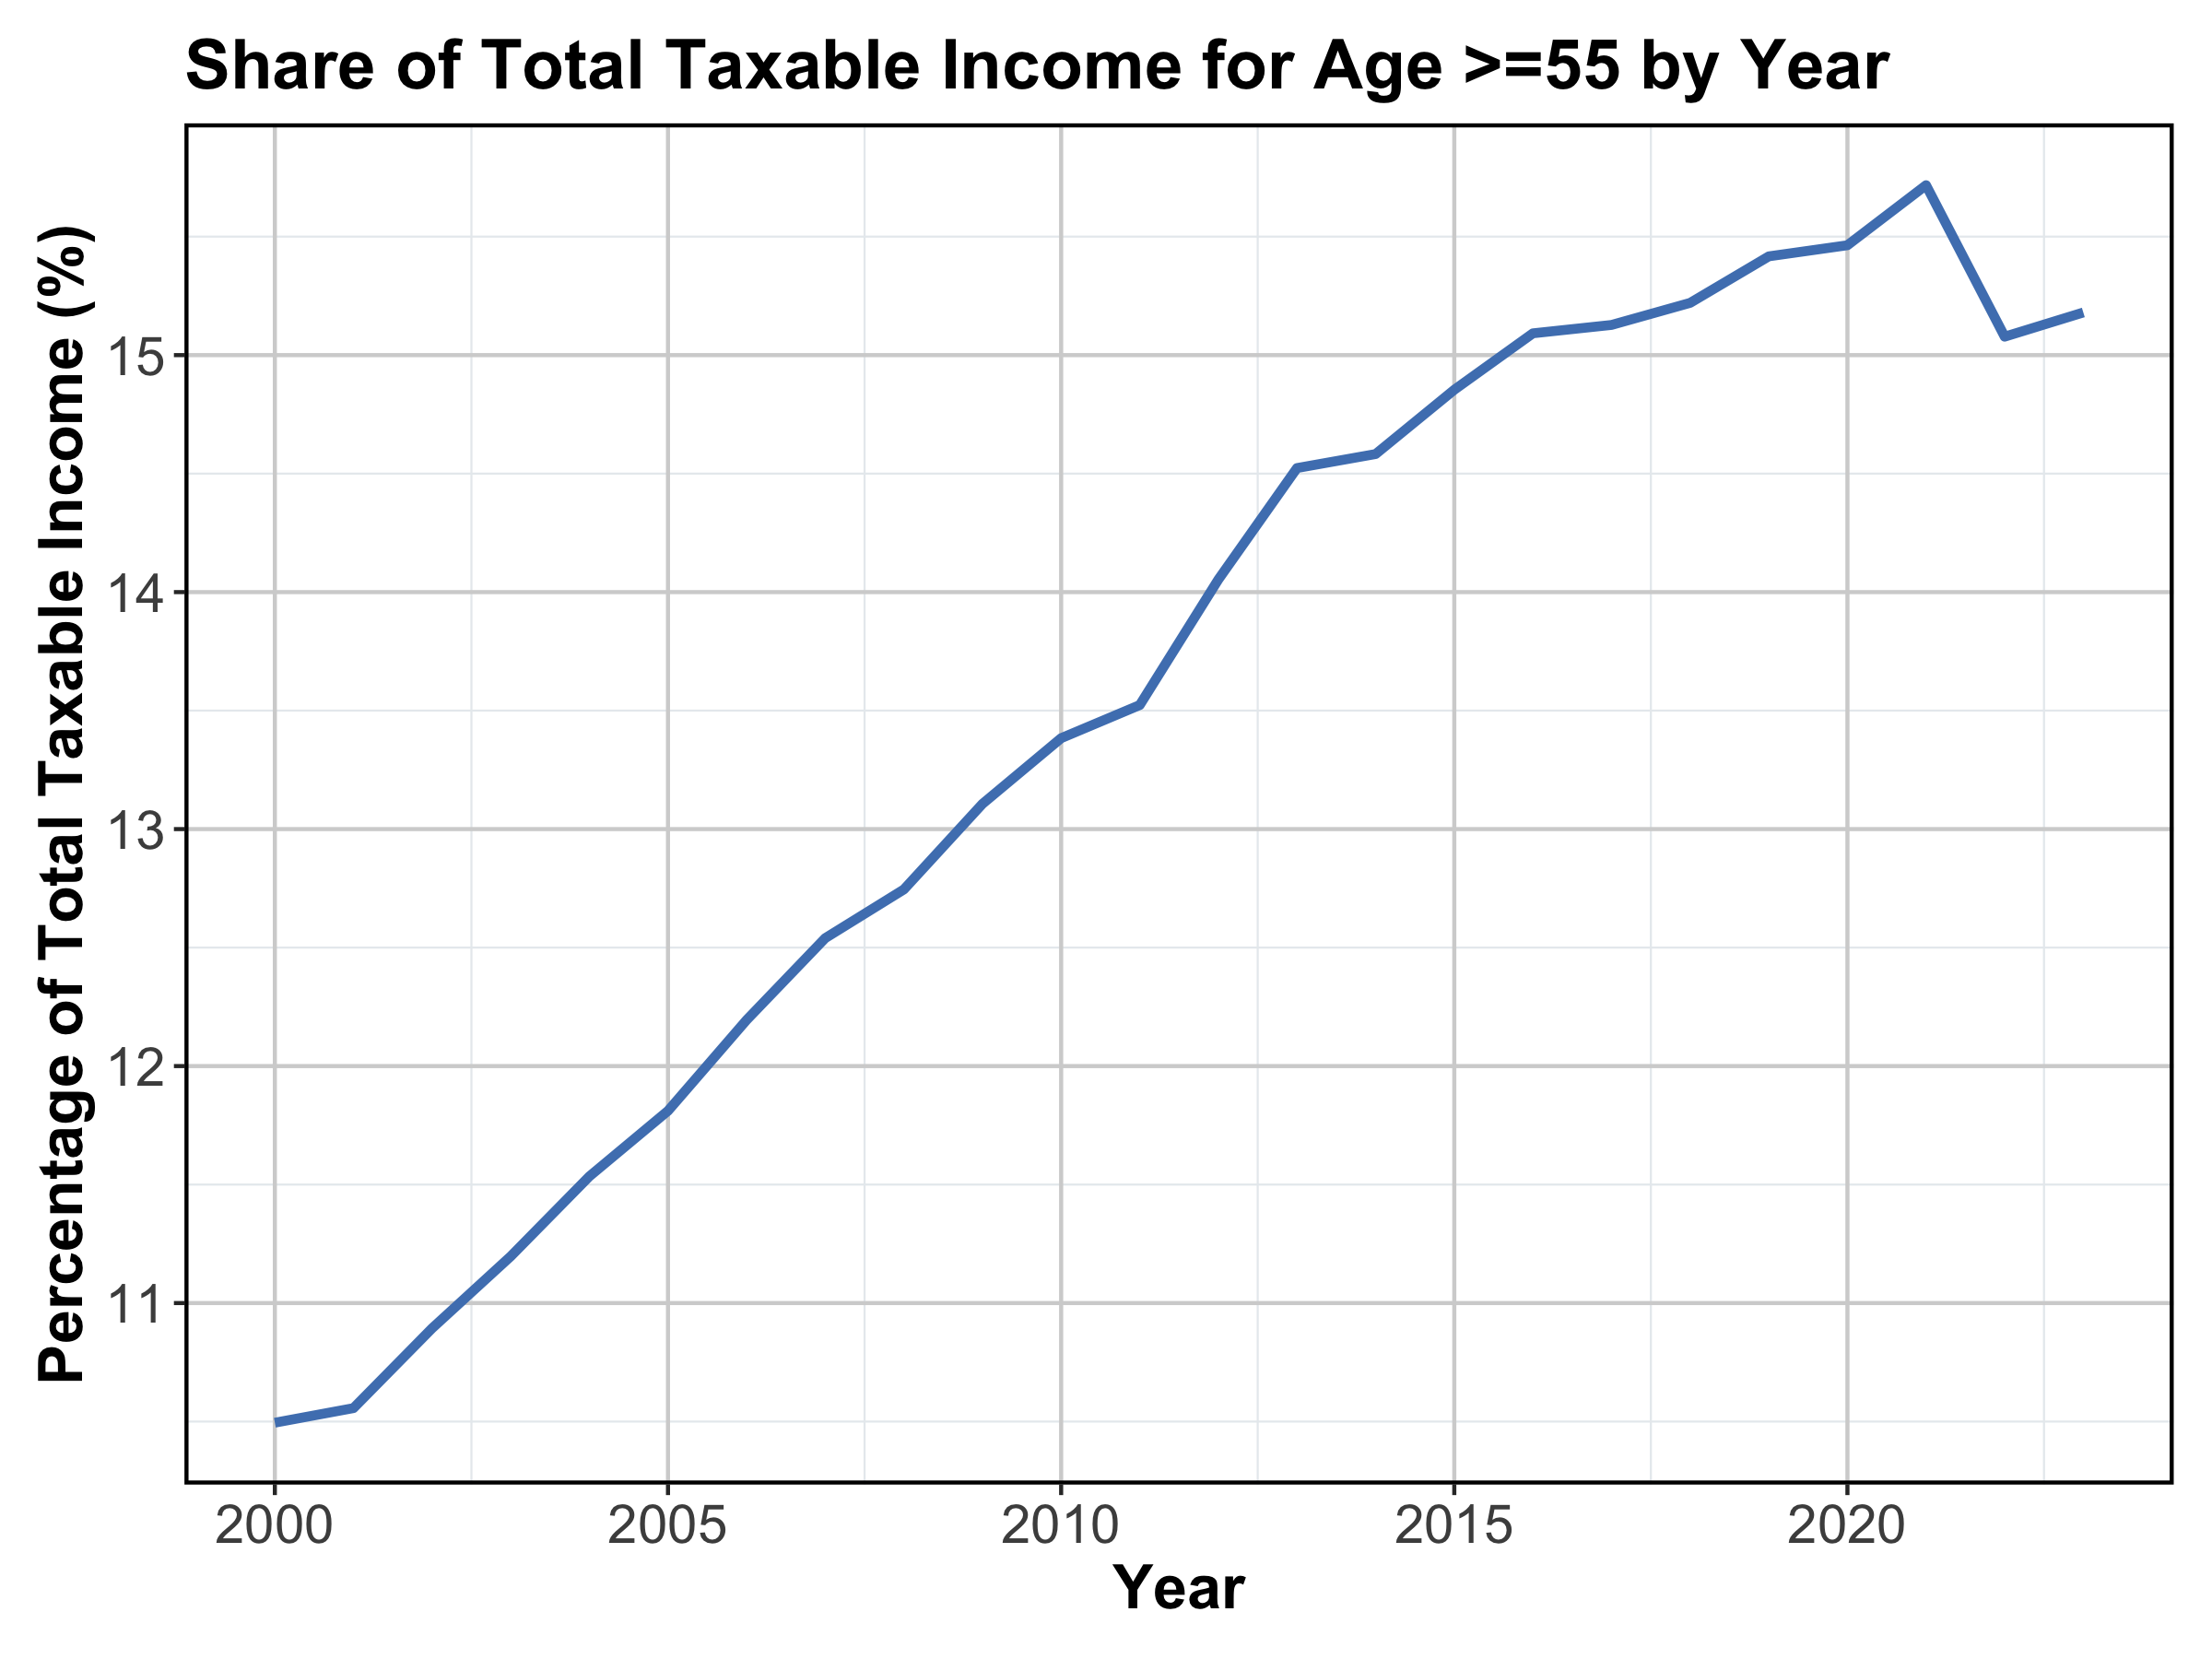 Share of Total Taxable Income for Age >=55 by Year
Percentage of Total Taxable Income (%)
15
14
13
12
11
2000 2005 2010 2015 2020
Year